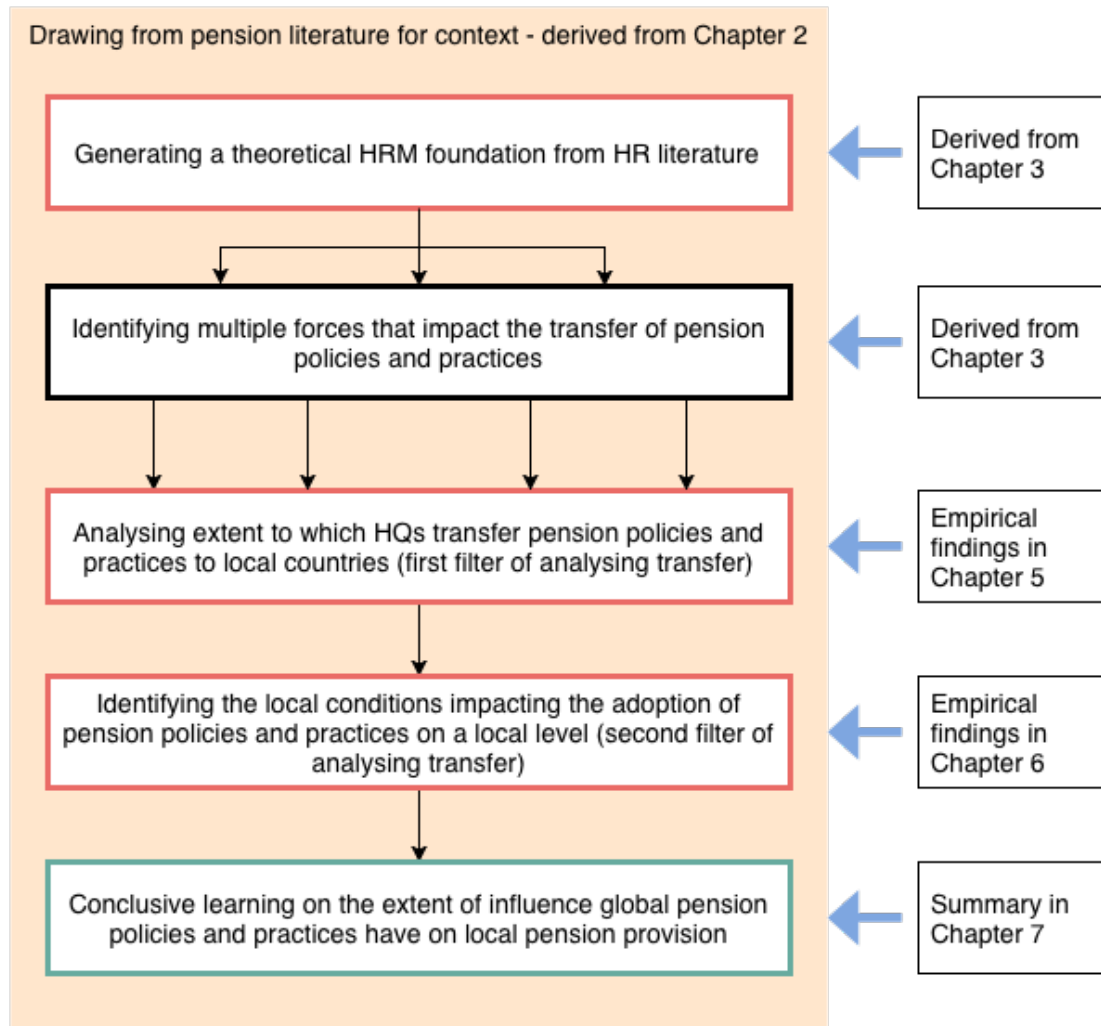 Drawing from pension literature for context - derived from Chapter 2
Generating a theoretical HRM foundation from HR literature
Derived from
Chapter 3
Identifying multiple forces that impact the transfer of pension
policies and practices
Derived from
Chapter 3
Analysing extent to which HQs transfer pension policies and
practices to local countries (first filter of analysing transfer)
Empirical
findings in
Chapter 5
Identifying the local conditions impacting the adoption of
pension policies and practices on a local level (second filter of
analysing transfer)
Empirical
findings in
Chapter 6
Conclusive learning on the extent of influence global pension
policies and practices have on local pension provision
Summary in
Chapter 7